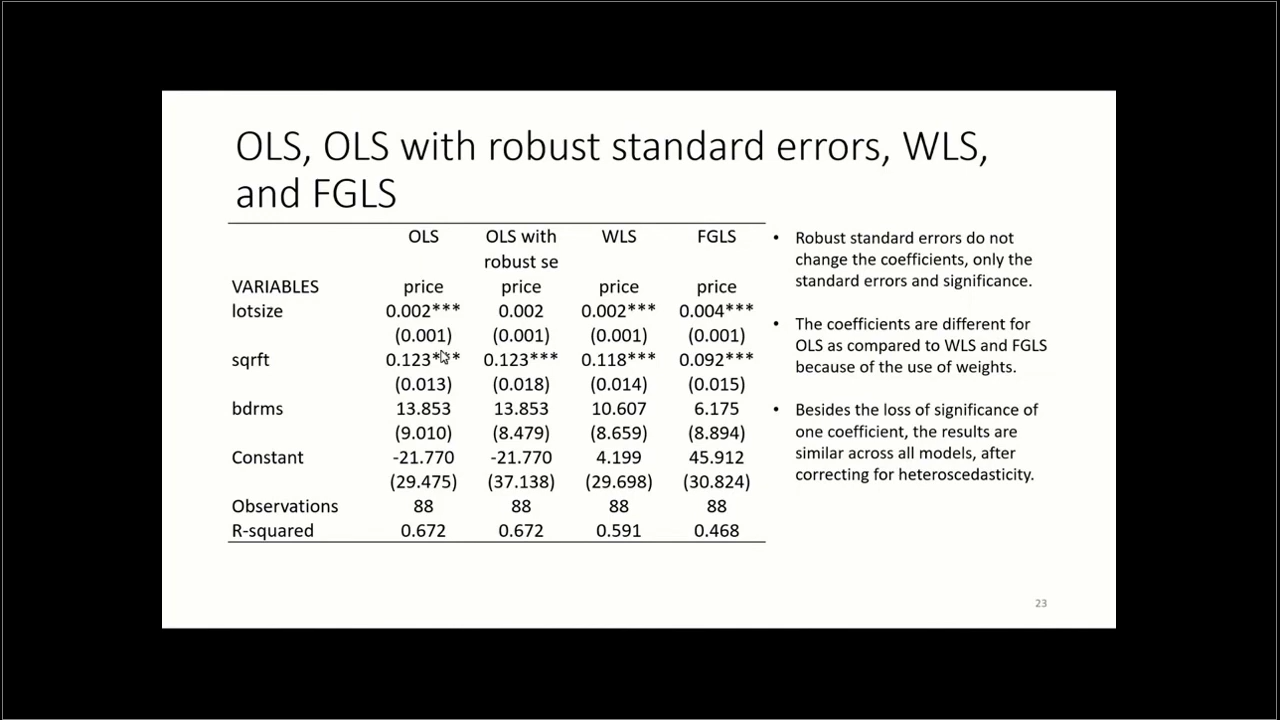 OLS, OLS with robust standard errors, WLS,
and FGLS
OLS OLS with WLS FGLS
robust se
VARIABLES price price price price
lotsize 0.002*** 0.002 0.002*** 0.004***
(0.001) (0.001) (0.001) (0.001)
sqrft 0.123*** 0.123*** 0.118*** 0.092***
(0.013) (0.018) (0.014) (0.015)
bdrms 13.853 13.853 10.607 6.175
(9.010) (8.479) (8.659) (8.894)
Constant -21.770 -21.770 4.199 45.912
(29.475) (37.138) (29.698) (30.824)
Observations 88 88 88 88
R-squared 0.672 0.672 0.591 0.468
• Robust standard errors do not
change the coefficients, only the
standard errors and significance.
• The coefficients are different for
OLS as compared to WLS and FGLS
because of the use of weights.
• Besides the loss of significance of
one coefficient, the results are
similar across all models, after
correcting for heteroscedasticity.
23